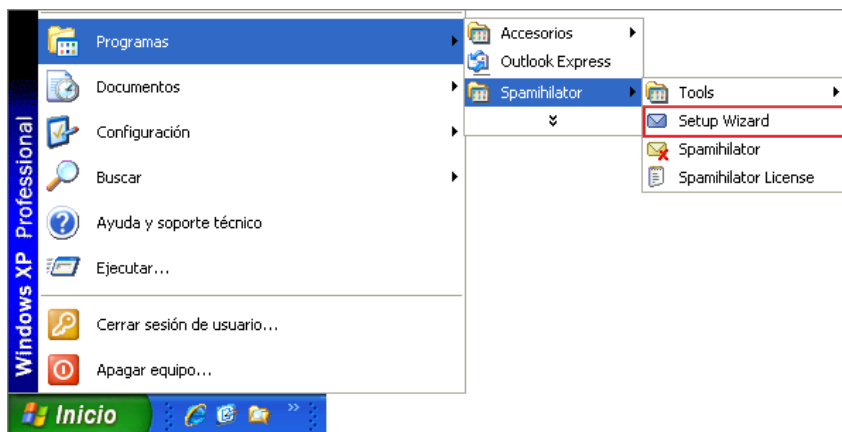 Windows XP Professional
Programas
Documentos
Configuración
Buscar
Ayuda y soporte técnico
Ejecutar...
Cerrar sesión de usuario...
Apagar equipo...
Inicio
Accesorios
Outlook Express
Spamihilator
Tools
Setup Wizard
Spamihilator
Spamihilator License